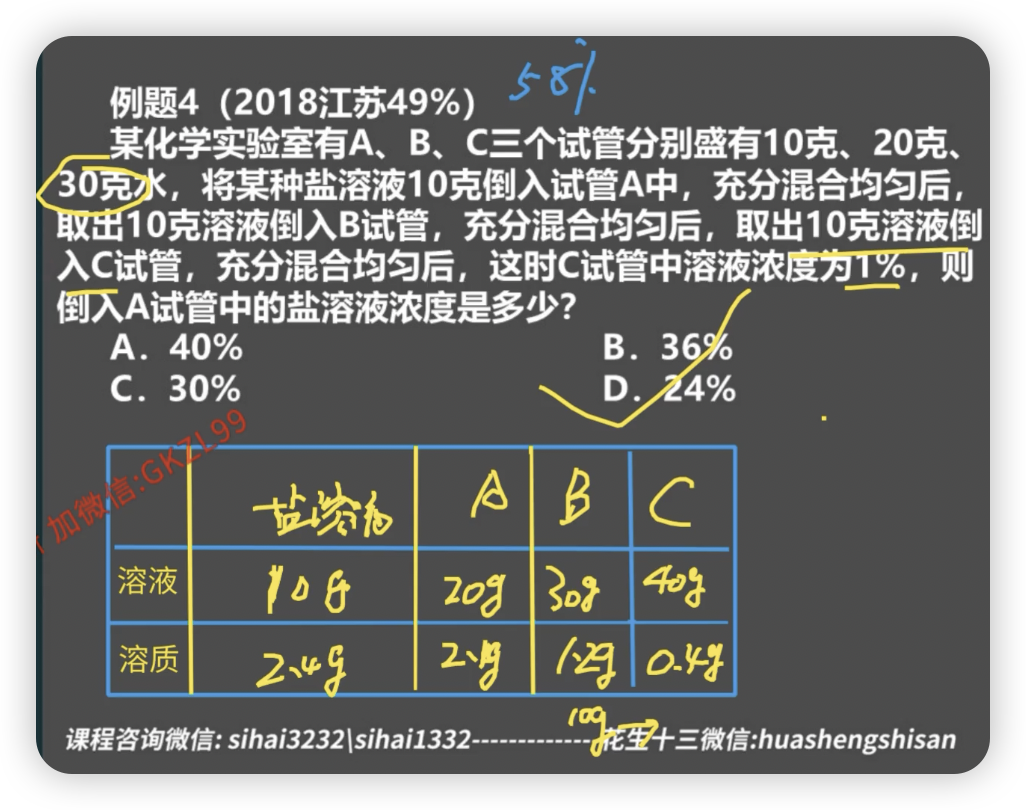 58%
例题4（2018江苏49%）
某化学实验室有A、B、C三个试管分别盛有10克、20克、
30克水，将某种盐溶液10克倒入试管A中，充分混合均匀后，
取出10克溶液倒入B试管，充分混合均匀后，取出10克溶液倒
入C试管，充分混合均匀后，这时C试管中溶液浓度为1%，则
倒入A试管中的盐溶液浓度是多少？
A．40% B．36%
C．30% D．24%
加微信:GKZL99
盐溶液 A B C
溶液 10g 20g 30g 40g
溶质 2.4g 1.2g 0.4g
10g
课程咨询微信: sihai3232\sihai1332--------------花生十三微信:huashengshisan